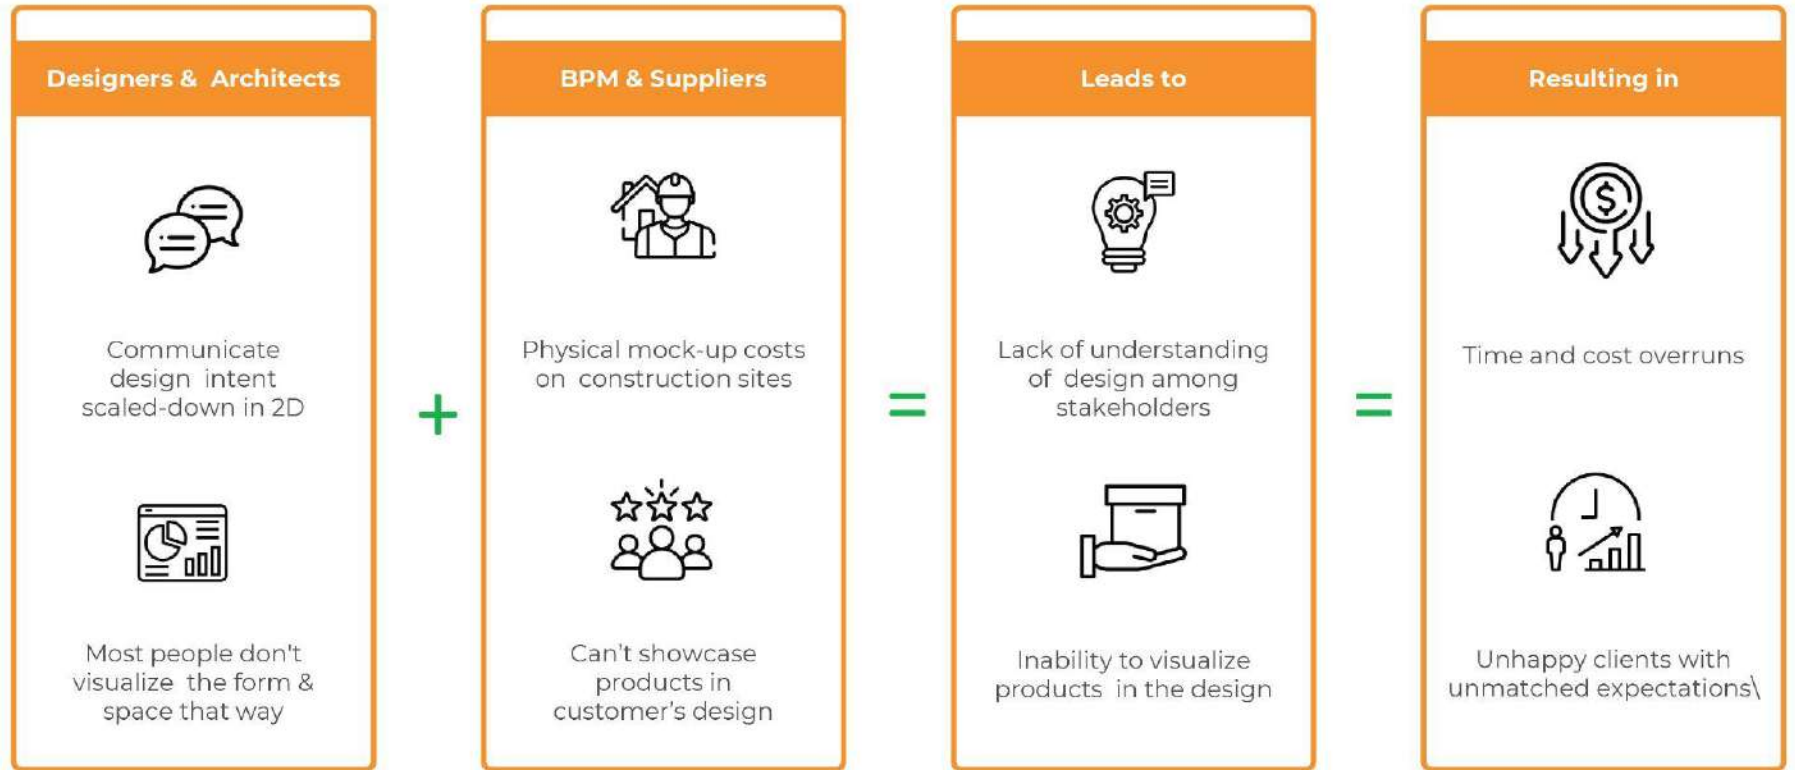 Designers & Architects
Communicate
design intent
scaled-down in 2D
Most people don't
visualize the form &
space that way
+
BPM & Suppliers
Physical mock-up costs
on construction sites
Can't showcase
products in
customer's design
=
Leads to
Lack of understanding
of design among
stakeholders
Inability to visualize
products in the design
=
Resulting in
$
Time and cost overruns
Unhappy clients with
unmatched expectations\